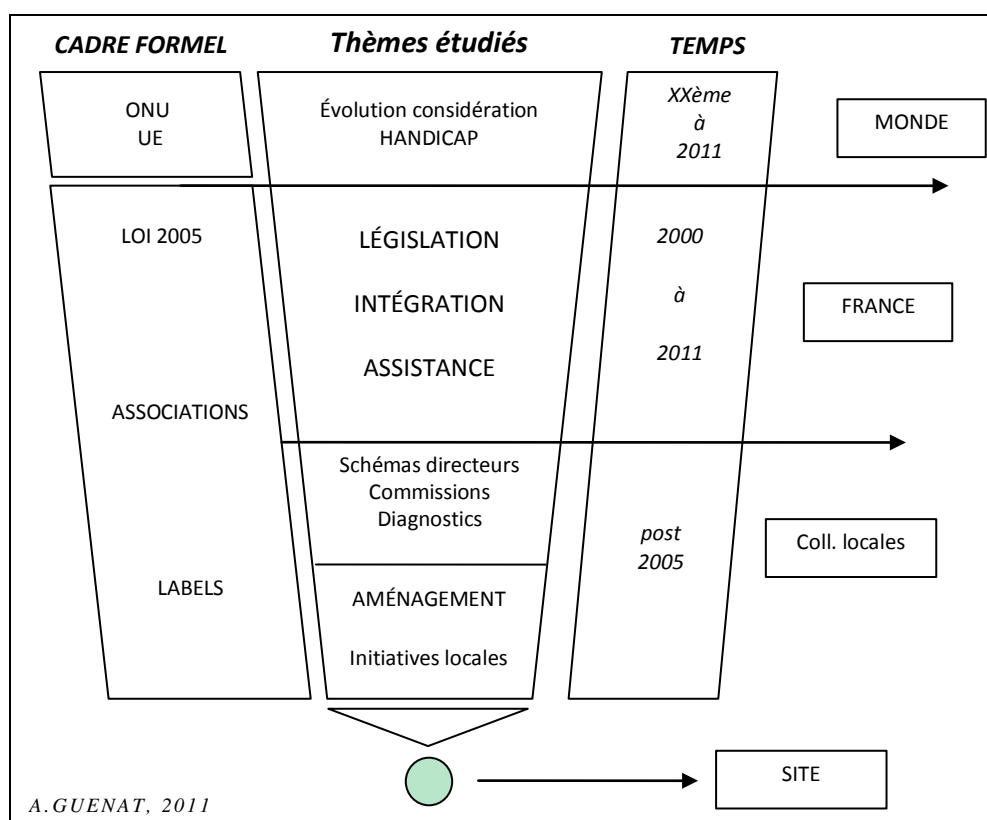 CADRE FORMEL
Thèmes étudiés
TEMPS
ONU
UE
Évolution considération
HANDICAP
XXème
à
2011
MONDE
LOI 2005
LÉGISLATION
2000
INTÉGRATION
à
FRANCE
ASSISTANCE
2011
ASSOCIATIONS
Schémas directeurs
Commissions
Diagnostics
post
2005
Coll. locales
LABELS
AMÉNAGEMENT
Initiatives locales
SITE
A.GUENAT, 2011